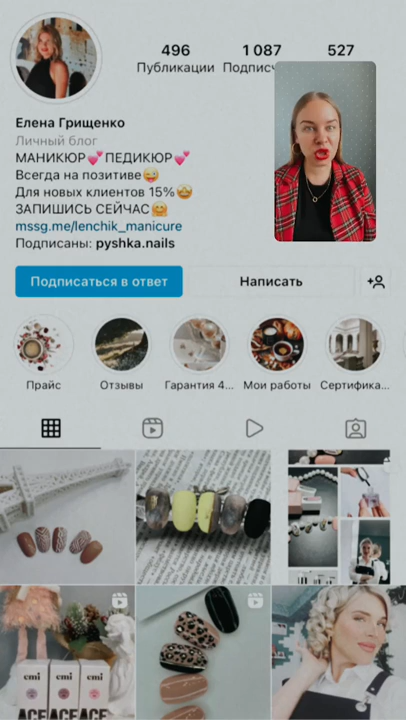 496 1 087 527
Публикации Подписч
Елена Грищенко
Личный блог
МАНИКЮР💕ПЕДИКЮР💕
Всегда на позитиве😜
Для новых клиентов 15%🤩
ЗАПИШИСЬ СЕЙЧАС🤗
mssg.me/lenchik_manicure
Подписаны: pyshka.nails
Подписаться в ответ Написать
Прайс Отзывы Гарантия 4... Мои работы Сертифика...
emi emi emi
ACE ACE ACE